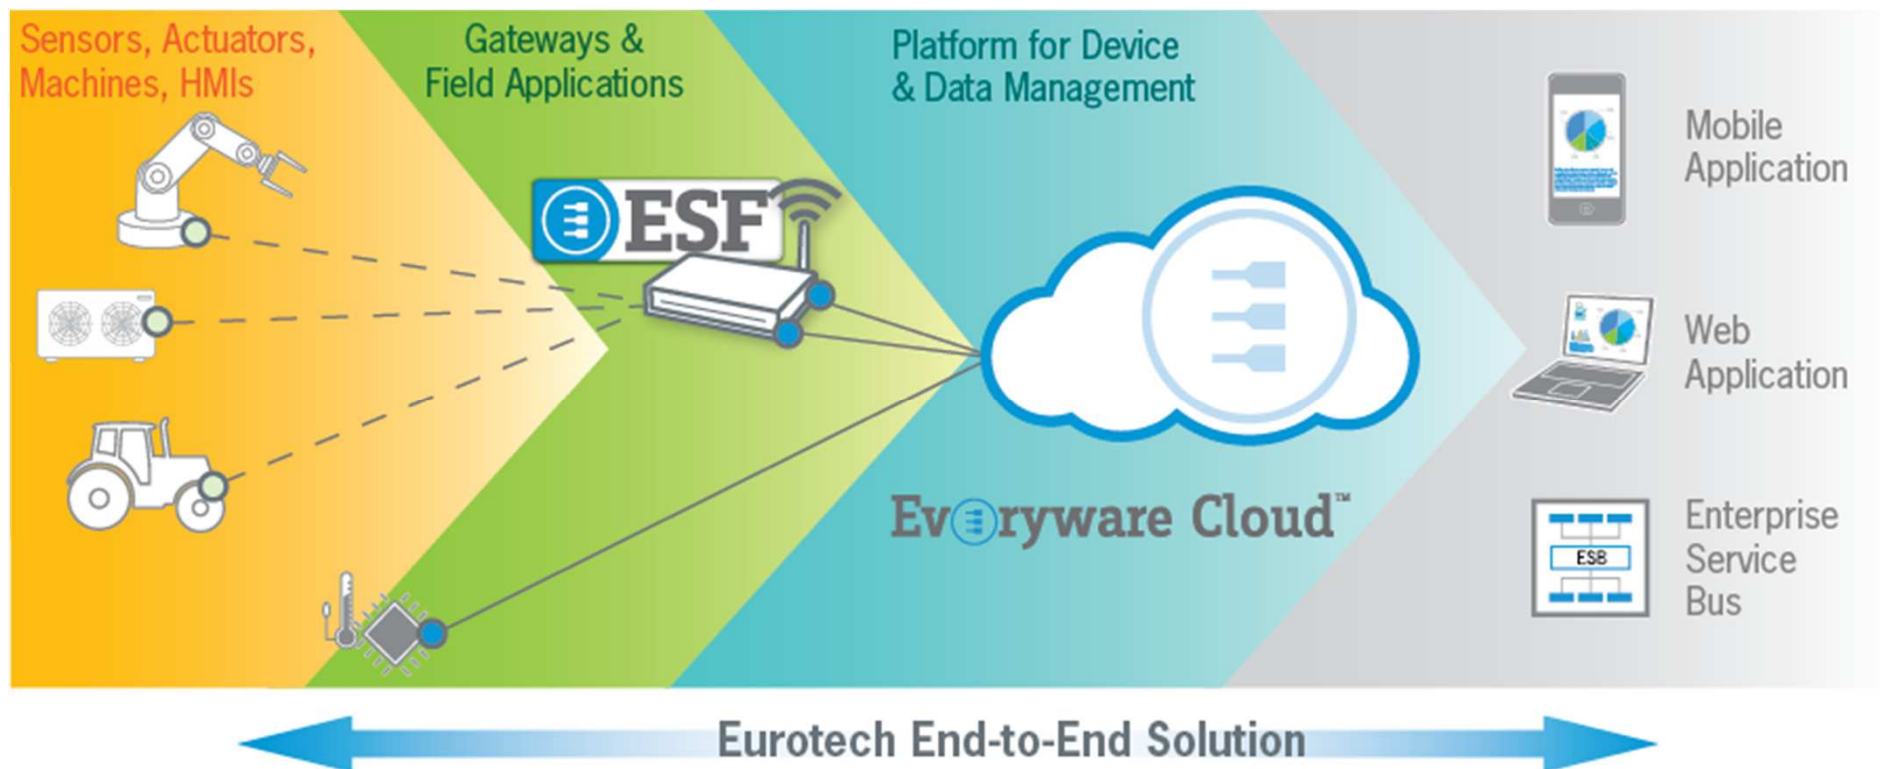 Sensors, Actuators,
Machines, HMIs
Gateways &
Field Applications
Platform for Device
& Data Management
ESF
Everyware Cloud™
Mobile
Application
Web
Application
ESB
Enterprise
Service
Bus
Eurotech End-to-End Solution